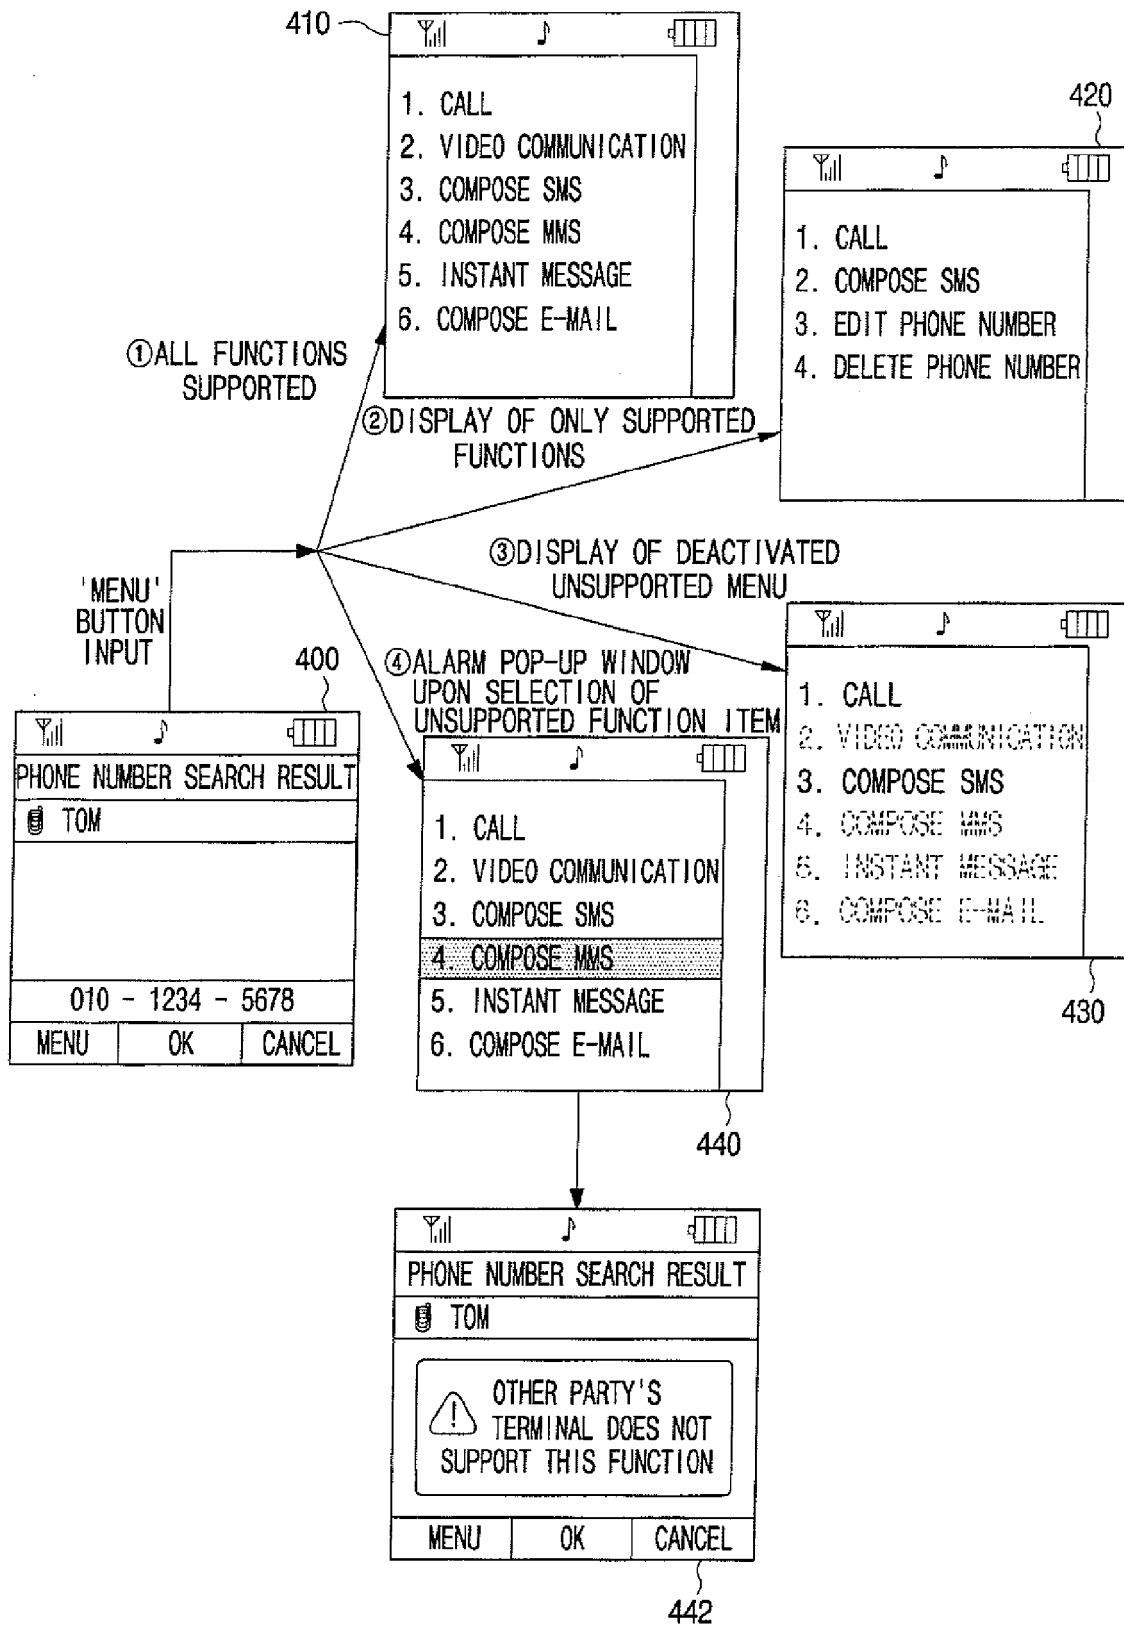 410
1. CALL
2. VIDEO COMMUNICATION
3. COMPOSE SMS
4. COMPOSE MMS
5. INSTANT MESSAGE
6. COMPOSE E-MAIL
420
1. CALL
2. COMPOSE SMS
3. EDIT PHONE NUMBER
4. DELETE PHONE NUMBER
①ALL FUNCTIONS
SUPPORTED
②DISPLAY OF ONLY SUPPORTED
FUNCTIONS
③DISPLAY OF DEACTIVATED
UNSUPPORTED MENU
'MENU'
BUTTON
INPUT
④ALARM POP-UP WINDOW
UPON SELECTION OF
UNSUPPORTED FUNCTION ITEM
400
PHONE NUMBER SEARCH RESULT
TOM
010 - 1234 - 5678
MENU OK CANCEL
1. CALL
2. VIDEO COMMUNICATION
3. COMPOSE SMS
4. COMPOSE MMS
5. INSTANT MESSAGE
6. COMPOSE E-MAIL
430
1. CALL
2. VIDEO COMMUNICATION
3. COMPOSE SMS
4. COMPOSE MMS
5. INSTANT MESSAGE
6. COMPOSE E-MAIL
440
PHONE NUMBER SEARCH RESULT
TOM
OTHER PARTY'S
TERMINAL DOES NOT
SUPPORT THIS FUNCTION
MENU OK CANCEL
442